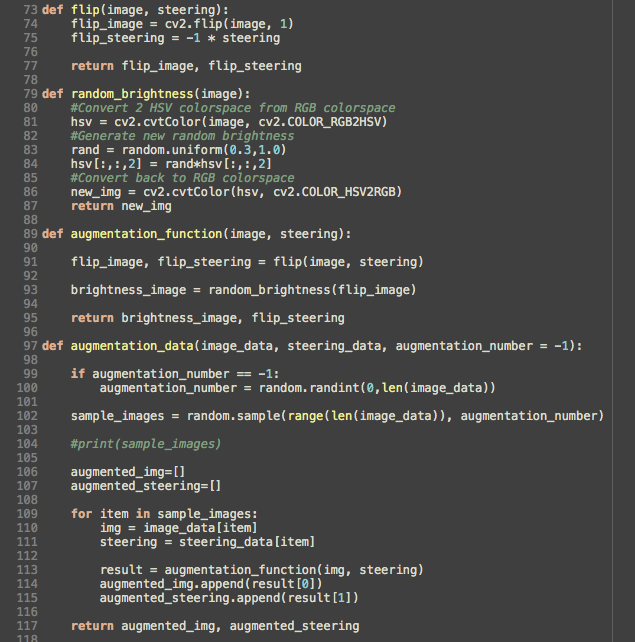 73 def flip(image, steering):
74     flip_image = cv2.flip(image, 1)
75     flip_steering = -1 * steering
76
77     return flip_image, flip_steering
78
79 def random_brightness(image):
80     #Convert 2 HSV colorspace from RGB colorspace
81     hsv = cv2.cvtColor(image, cv2.COLOR_RGB2HSV)
82     #Generate new random brightness
83     rand = random.uniform(0.3,1.0)
84     hsv[:,:,2] = rand*hsv[:,:,2]
85     #Convert back to RGB colorspace
86     new_img = cv2.cvtColor(hsv, cv2.COLOR_HSV2RGB)
87     return new_img
88
89 def augmentation_function(image, steering):
90
91     flip_image, flip_steering = flip(image, steering)
92
93     brightness_image = random_brightness(flip_image)
94
95     return brightness_image, flip_steering
96
97 def augmentation_data(image_data, steering_data, augmentation_number = -1):
98
99     if augmentation_number == -1:
100         augmentation_number = random.randint(0,len(image_data))
101
102     sample_images = random.sample(range(len(image_data)), augmentation_number)
103
104     #print(sample_images)
105
106     augmented_img=[]
107     augmented_steering=[]
108
109     for item in sample_images:
110         img = image_data[item]
111         steering = steering_data[item]
112
113         result = augmentation_function(img, steering)
114         augmented_img.append(result[0])
115         augmented_steering.append(result[1])
116
117     return augmented_img, augmented_steering
118